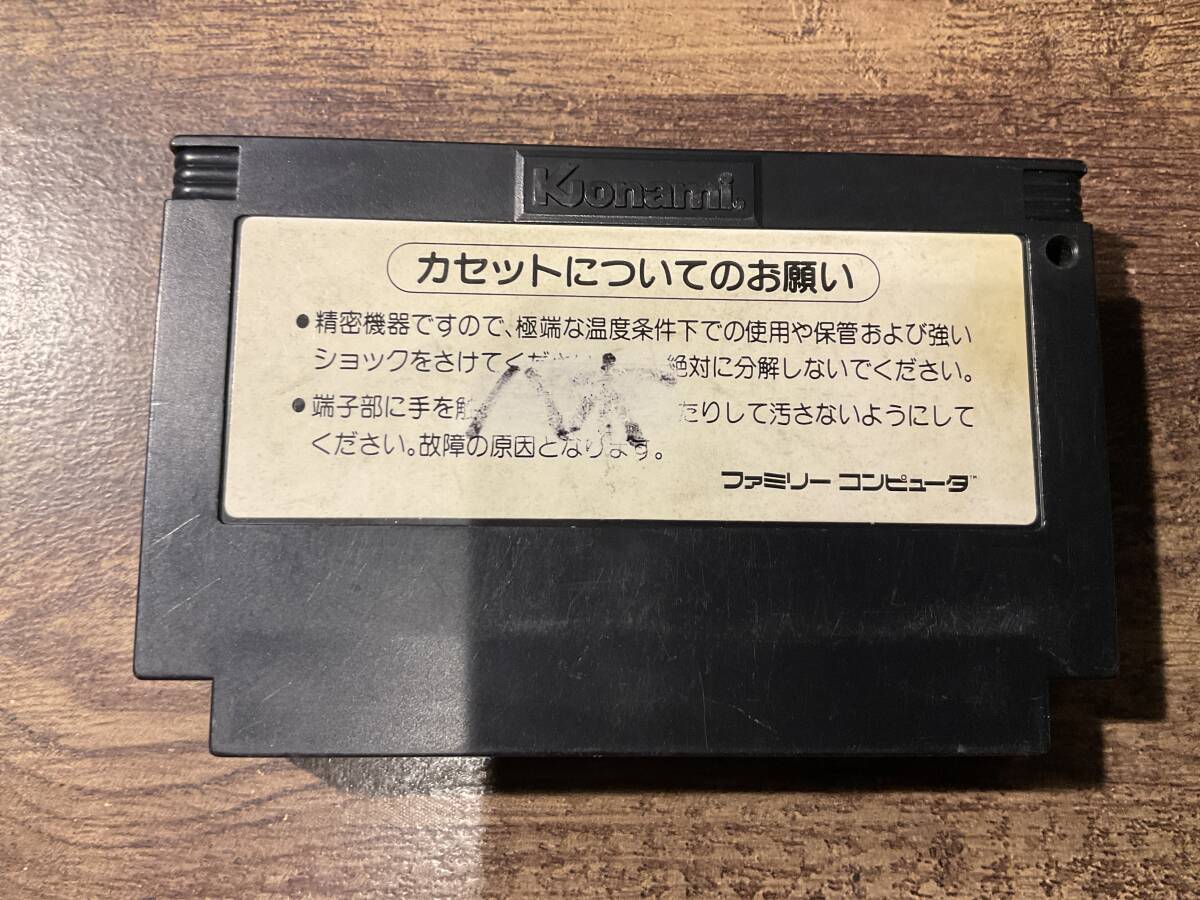 Konami
カセットについてのお願い
●精密機器ですので、極端な温度条件下での使用や保管および強い
ショックをさけてくださ 絶対に分解しないでください。
●端子部に手を触 たりして汚さないようにして
ください。故障の原因となります。
ファミリー コンピュータ™